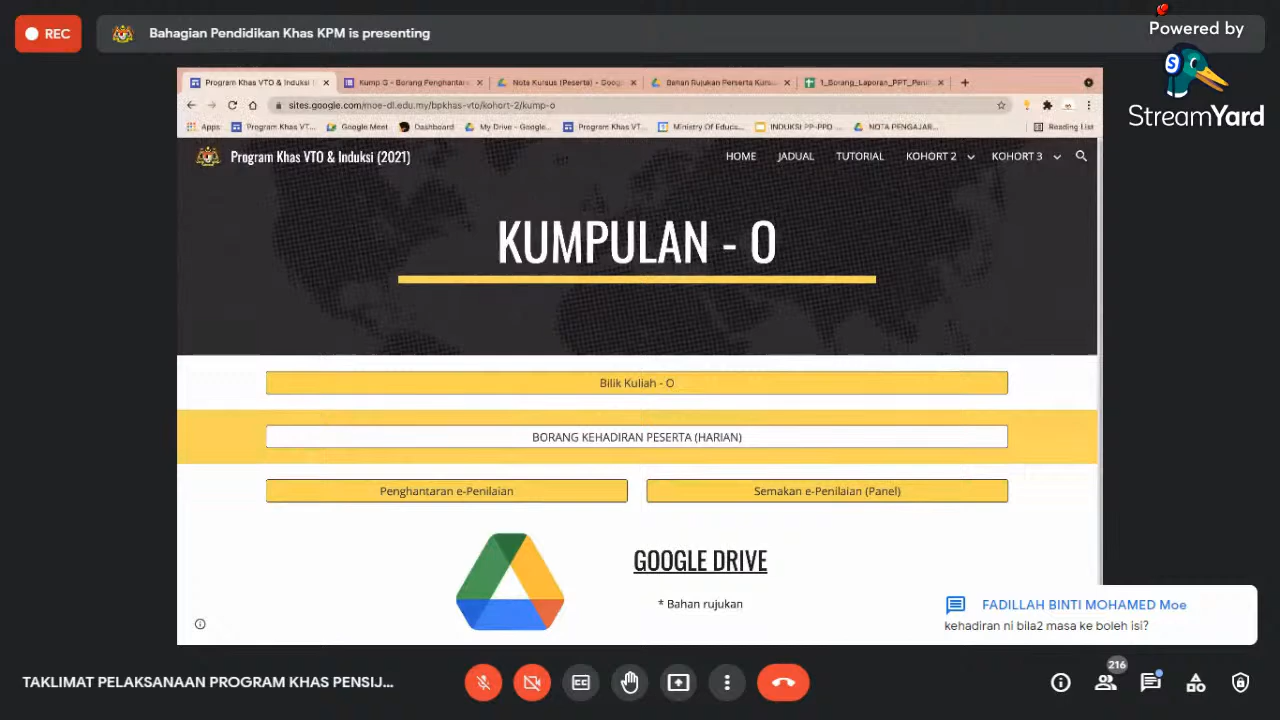 REC
Bahagian Pendidikan Khas KPM is presenting
Powered by
StreamYard
Program Khas VTO & Induksi
Kump G - Borang Penghantar
Nota Kursus (Peserta) - Goog
Bahan Rujukan Perserta Kurs
1_Borang_Laporan_PPT_Penil
sites.google.com/moe-dl.edu.my/bpkhas-vto/kohort-2/kump-o
Apps
Program Khas VT...
Google Meet
Dashboard
My Drive - Google...
Program Khas VT...
Ministry Of Educa...
INDUKSI PP-PPD
NOTA PENGAJAR...
Reading List
Program Khas VTO & Induksi (2021)
HOME
JADUAL
TUTORIAL
KOHORT 2
KOHORT 3
KUMPULAN - O
Bilik Kuliah - O
BORANG KEHADIRAN PESERTA (HARIAN)
Penghantaran e-Penilaian
Semakan e-Penilaian (Panel)
GOOGLE DRIVE
* Bahan rujukan
FADILLAH BINTI MOHAMED Moe
kehadiran ni bila2 masa ke boleh isi?
TAKLIMAT PELAKSANAAN PROGRAM KHAS PENSIJ...
CC
216